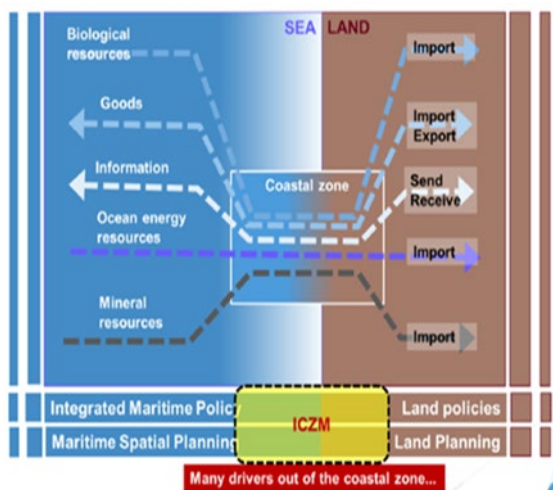 SEA LAND
Biological
resources
Import
Goods
Import
Export
Information
Coastal zone
Send
Receive
Ocean energy
resources
Import
Mineral
resources
Import
Integrated Maritime Policy
ICZM
Land policies
Maritime Spatial Planning
Land Planning
Many drivers out of the coastal zone...